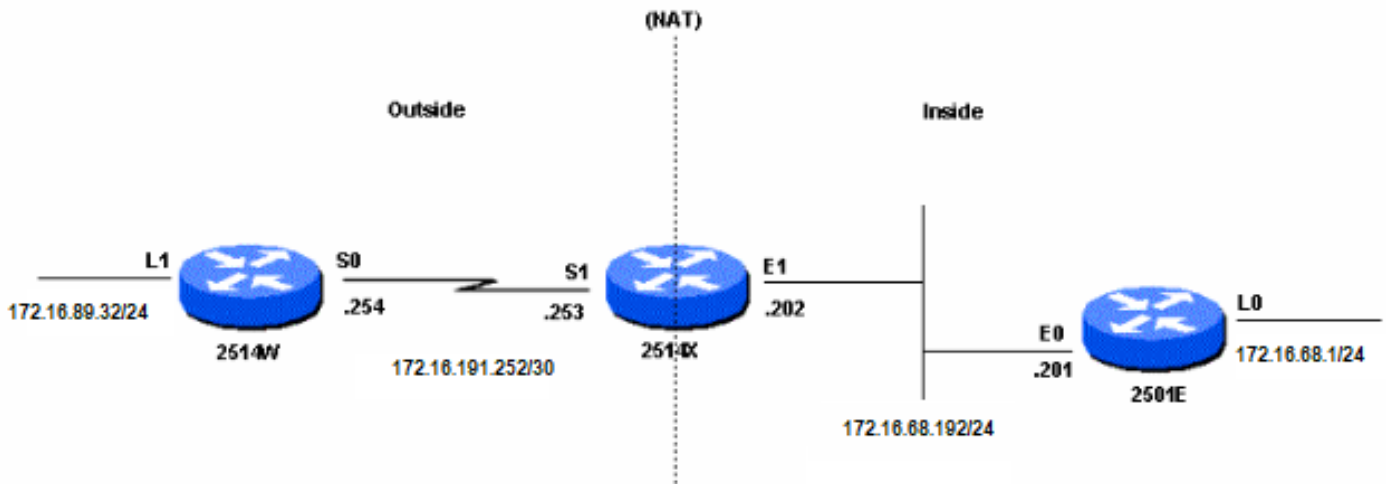 (NAT)
Outside
Inside
L1
S0
S1
E1
172.16.89.32/24
.254
.253
.202
E0
L0
2514W
2514X
172.16.191.252/30
.201
172.16.68.1/24
2501E
172.16.68.192/24